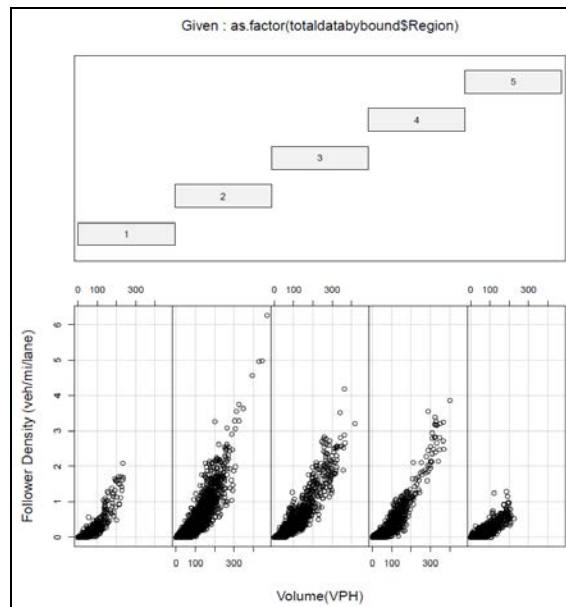 Given : as.factor(totaldatabybound$Region)
5
4
3
2
1
0 100 300
0 100 300
0 100 300
Follower Density (veh/mi/lane)
6
5
4
3
2
1
0
0 100 300
0 100 300
Volume(VPH)